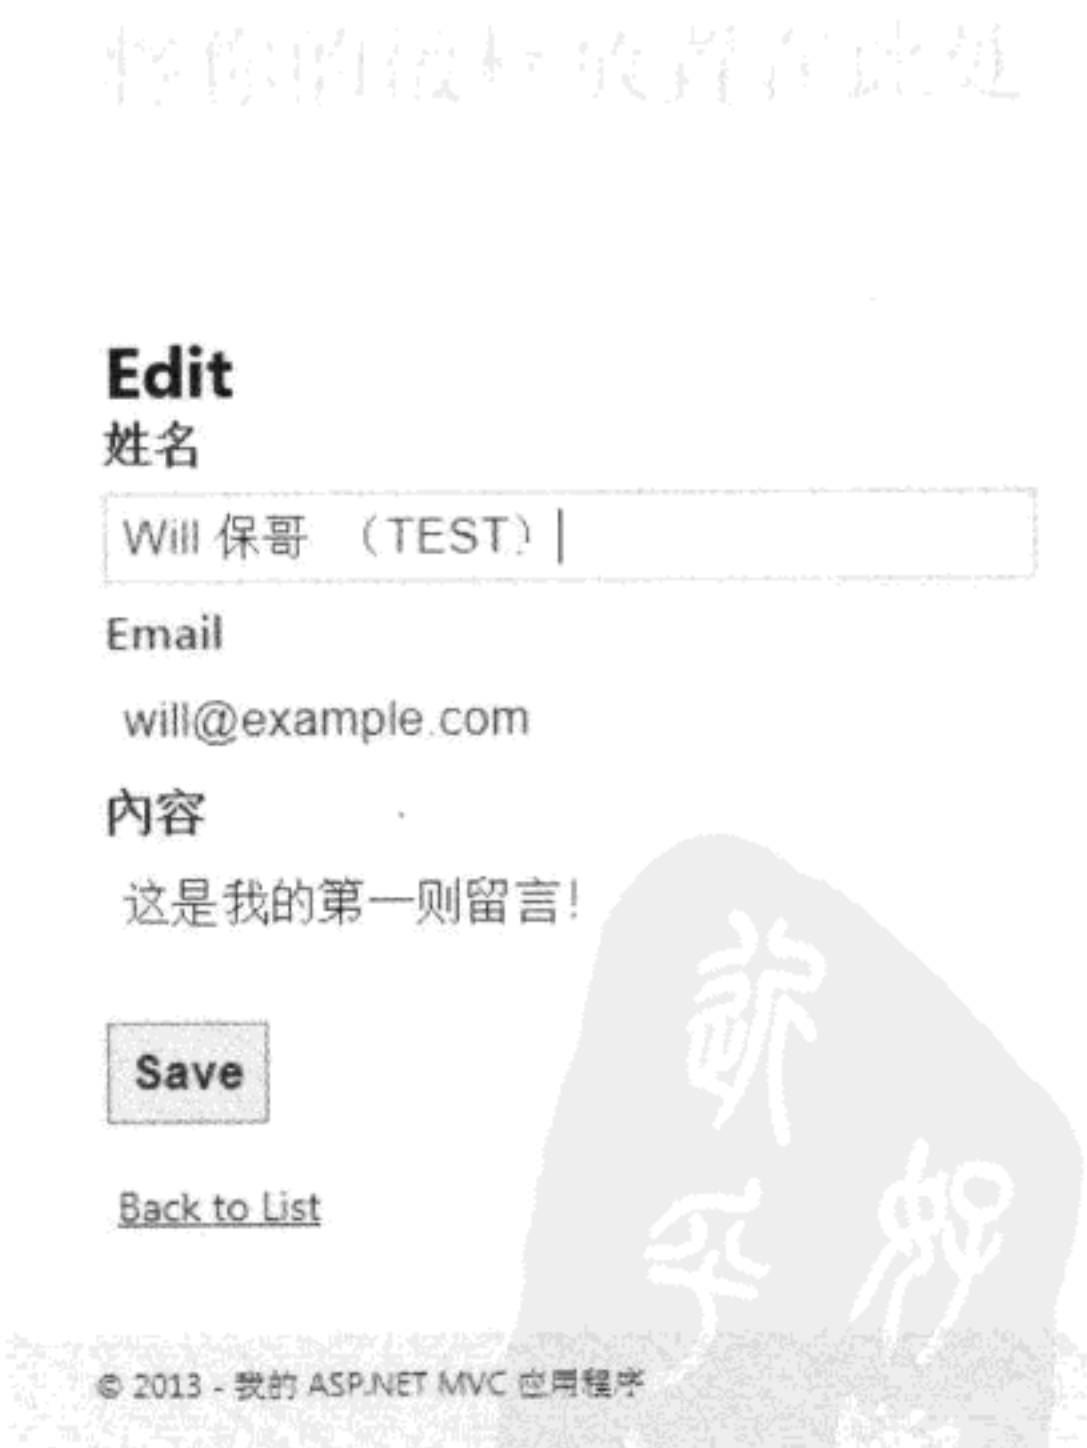 Edit
姓名
Will 保哥 （TEST）
Email
will@example.com
內容
这是我的第一则留言!
Save
Back to List
© 2013 - 我的 ASP.NET MVC 应用程序